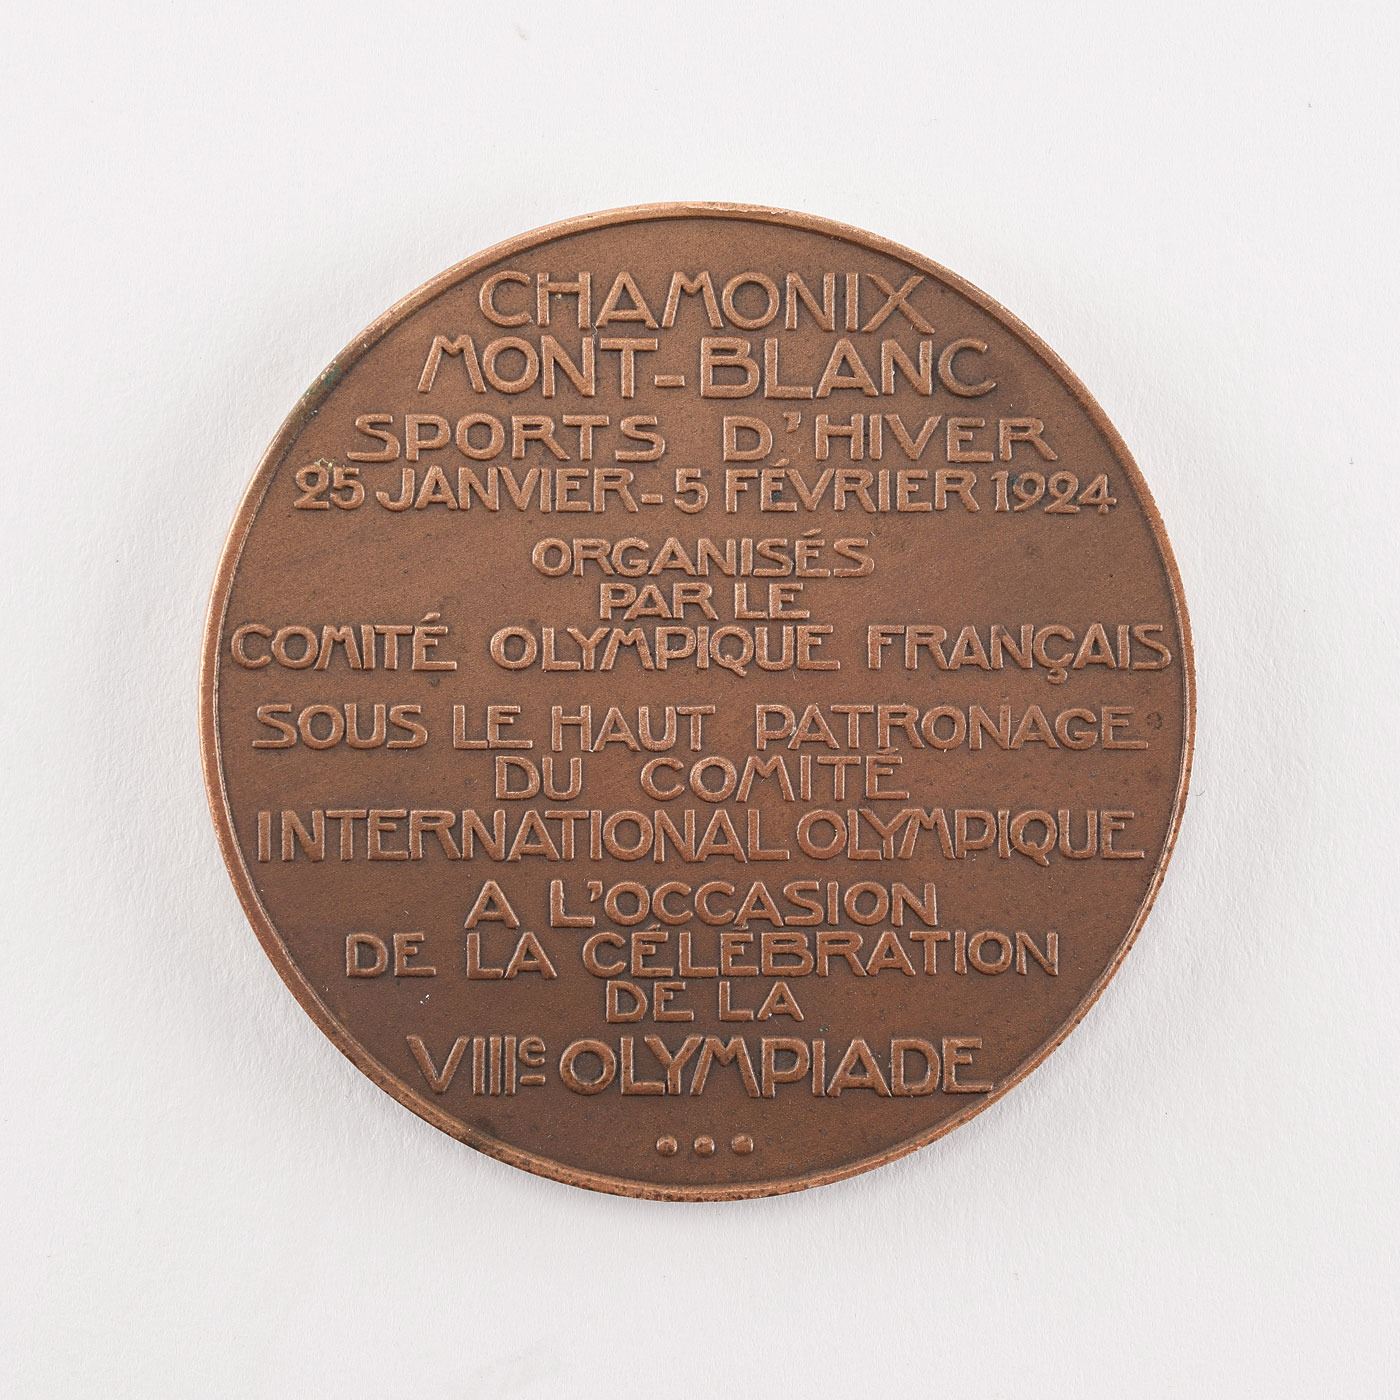 CHAMONIX
MONT-BLANC
SPORTS D'HIVER
25 JANVIER-5 FÉVRIER 1924
ORGANISÉS
PAR LE
COMITÉ OLYMPIQUE FRANÇAIS
SOUS LE HAUT PATRONAGE
DU COMITÉ
INTERNATIONAL OLYMPIQUE
A L'OCCASION
DE LA CÉLÉBRATION
DE LA
VIIIe OLYMPIADE